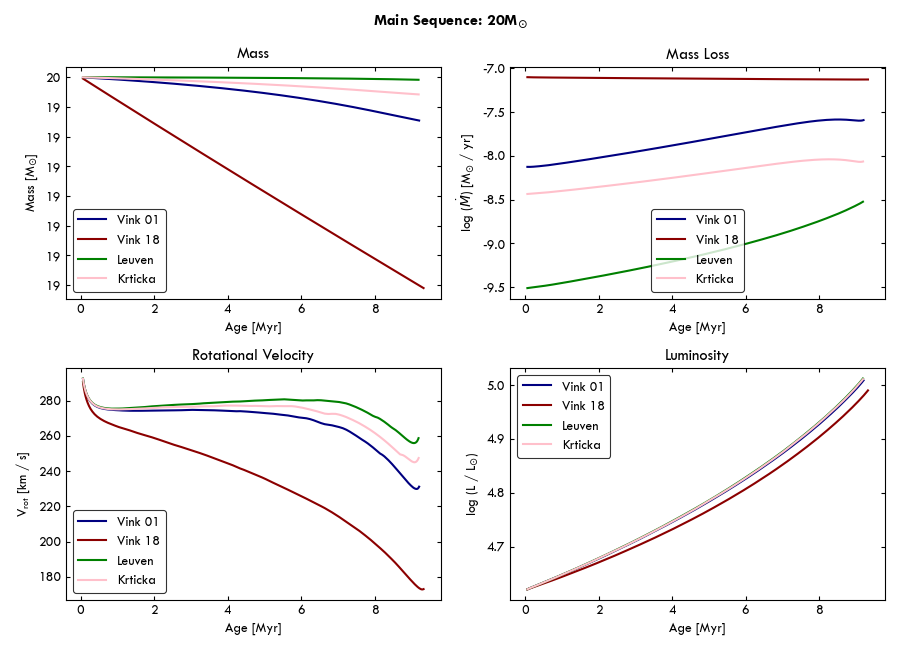 Main Sequence: 20M⊙
Mass
Mass [M⊙]
20
19
19
19
19
19
19
19
0 2 4 6 8
Age [Myr]
Vink 01
Vink 18
Leuven
Krticka
Mass Loss
log (Ṁ) [M⊙ / yr]
-7.0
-7.5
-8.0
-8.5
-9.0
-9.5
0 2 4 6 8
Age [Myr]
Vink 01
Vink 18
Leuven
Krticka
Rotational Velocity
Vrot [km / s]
280
260
240
220
200
180
0 2 4 6 8
Age [Myr]
Vink 01
Vink 18
Leuven
Krticka
Luminosity
log (L / L⊙)
5.0
4.9
4.8
4.7
0 2 4 6 8
Age [Myr]
Vink 01
Vink 18
Leuven
Krticka